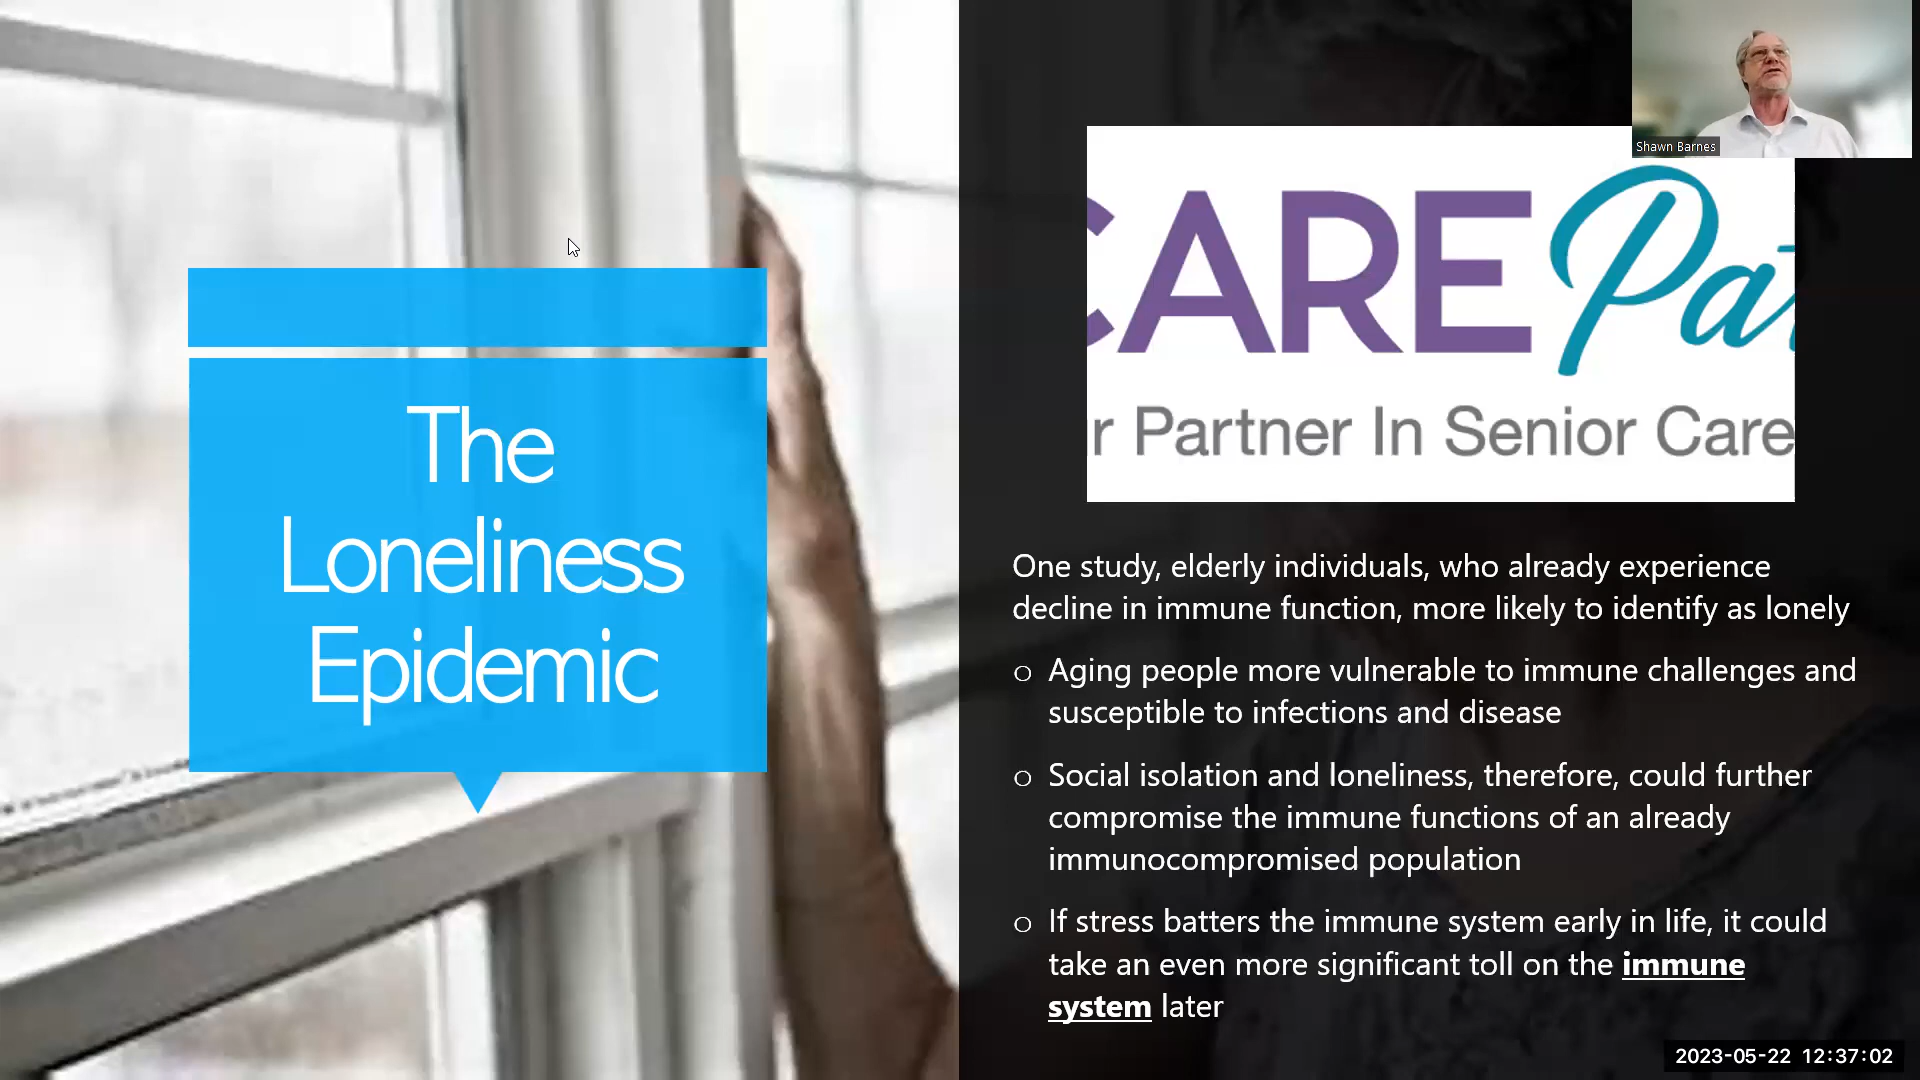 The
Loneliness
Epidemic
Shawn Barnes
CARE Pa
r Partner In Senior Care
One study, elderly individuals, who already experience
decline in immune function, more likely to identify as lonely
o Aging people more vulnerable to immune challenges and
susceptible to infections and disease
o Social isolation and loneliness, therefore, could further
compromise the immune functions of an already
immunocompromised population
o If stress batters the immune system early in life, it could
take an even more significant toll on the immune
system later
2023-05-22 12:37:02